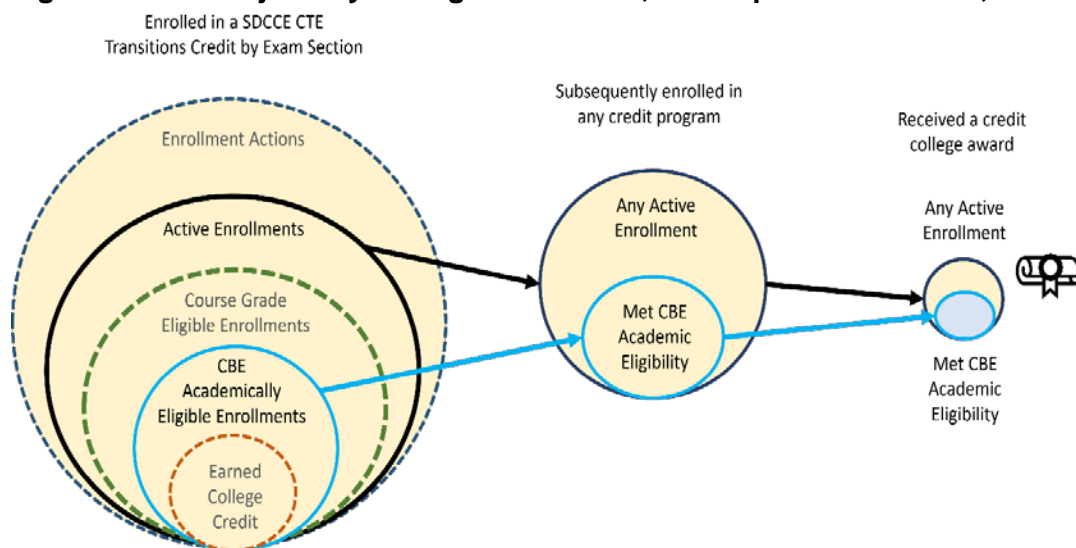 Enrolled in a SDCCE CTE
Transitions Credit by Exam Section
Enrollment Actions
Active Enrollments
Course Grade
Eligible Enrollments
CBE
Academically
Eligible Enrollments
Earned
College
Credit
Subsequently enrolled in
any credit program
Any Active
Enrollment
Met CBE
Academic
Eligibility
Received a credit
college award
Any Active
Enrollment
Met CBE
Academic
Eligibility